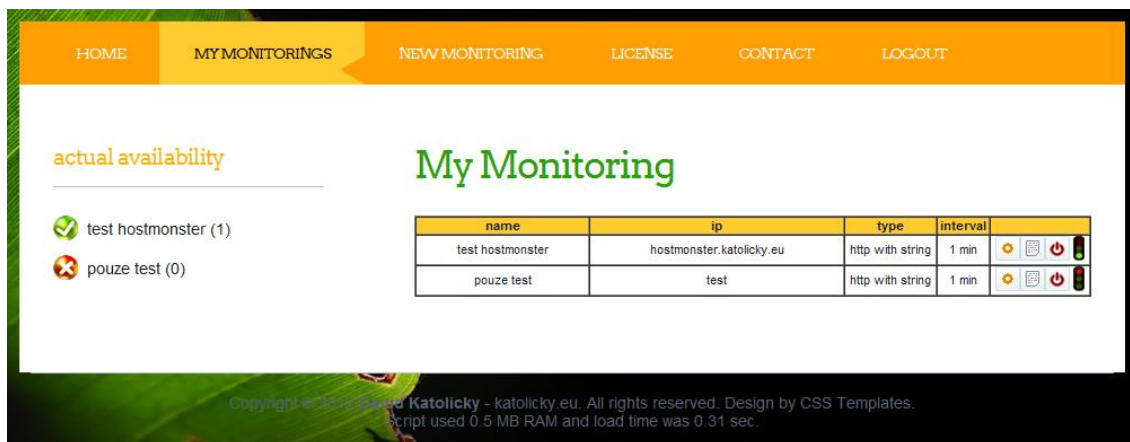 HOME MY MONITORINGS NEW MONITORING LICENSE CONTACT LOGOUT
actual availability
test hostmonster (1)
pouze test (0)
My Monitoring
name ip type interval
test hostmonster hostmonster.katolicky.eu http with string 1 min
pouze test test http with string 1 min
Copyright © Katolicky - katolicky.eu. All rights reserved. Design by CSS Templates.
script used 0.5 MB RAM and load time was 0.31 sec.